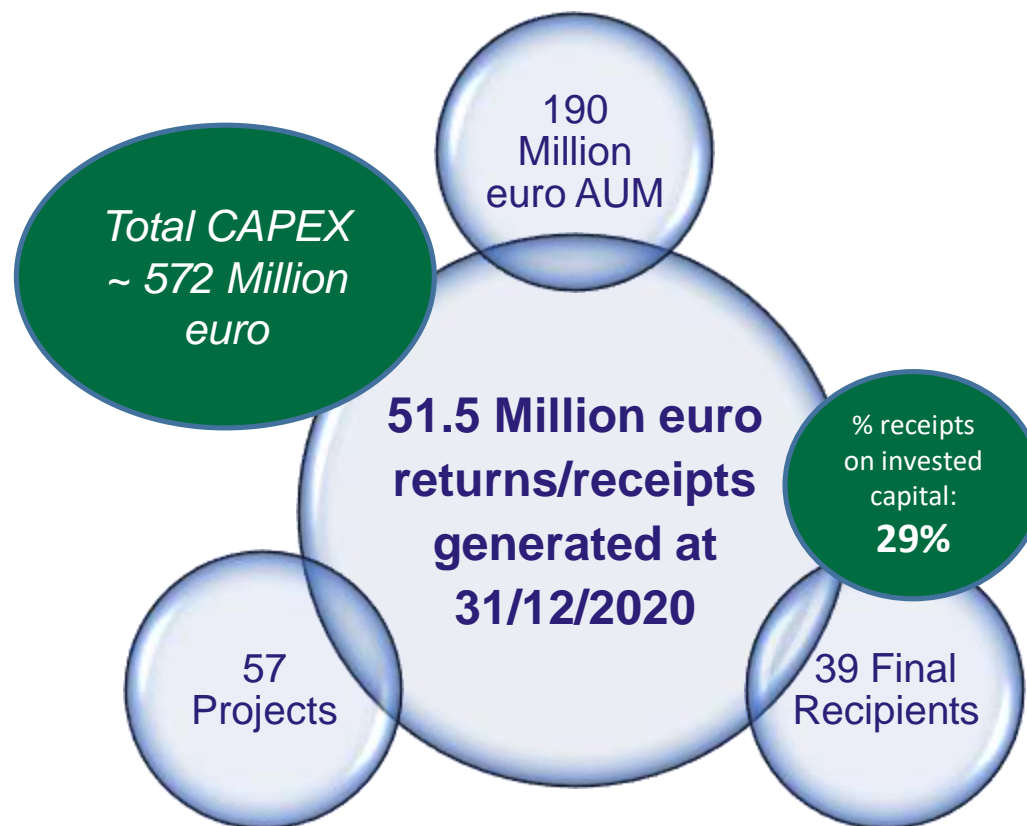 190
Million
euro AUM
Total CAPEX
~ 572 Million
euro
51.5 Million euro
returns/receipts
generated at
31/12/2020
% receipts
on invested
capital:
29%
57
Projects
39 Final
Recipients